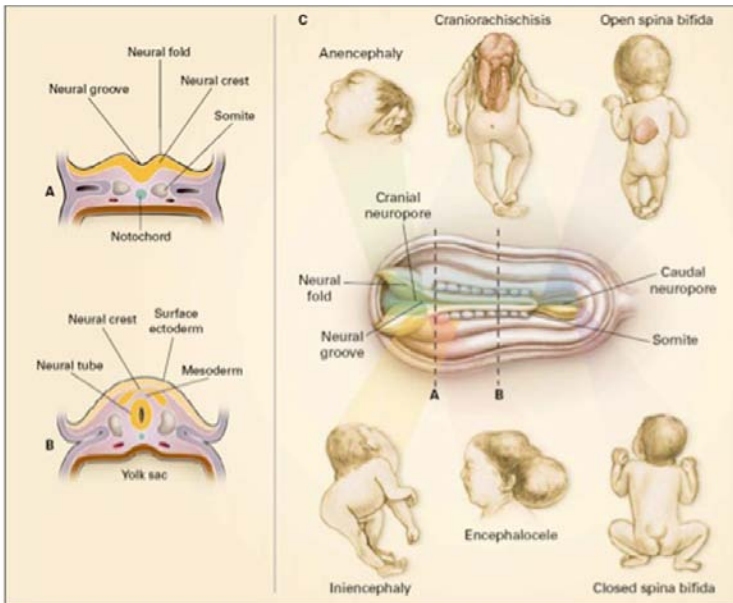 Neural fold
Neural groove
Neural crest
Somite
A
Notochord
Neural crest
Surface
ectoderm
Neural tube
Mesoderm
B
Yolk sac
C
Craniorachischisis
Open spina bifida
Anencephaly
Cranial
neuropore
Neural
fold
Caudal
neuropore
Neural
groove
Somite
A
B
Encephalocele
Iniencephaly
Closed spina bifida